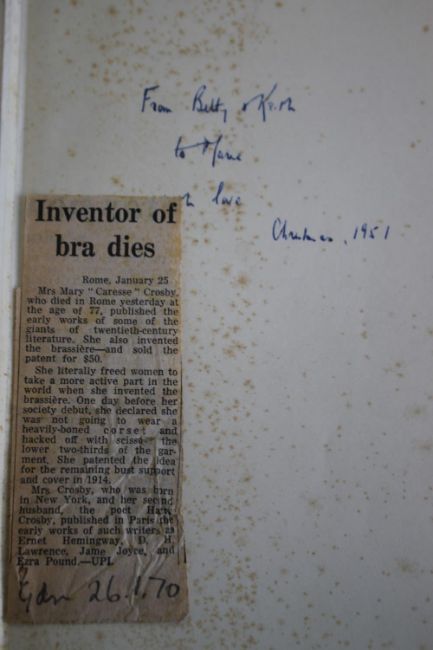 From Betty & Keith
to Marie
love
Christmas, 1951
Inventor of
bra dies
Rome, January 25
Mrs Mary "Caresse" Crosby,
who died in Rome yesterday at
the age of 77, published the
early works of some of the
giants of twentieth-century
literature. She also invented
the brassière—and sold the
patent for $50.
She literally freed women to
take a more active part in the
world when she invented the
brassière. One day before her
society debut, she declared she
was not going to wear a
heavily-boned corset and
hacked off with scissors the
lower two-thirds of the gar-
ment. She patented the idea
for the remaining bust support
and cover in 1914.
Mrs Crosby, who was born
in New York, and her second
husband, the poet Harry
Crosby, published in Paris the
early works of such writers as
Ernet Hemingway, D. H.
Lawrence, Jame Joyce, and
Ezra Pound.—UPI.
Gdn 26.1.70